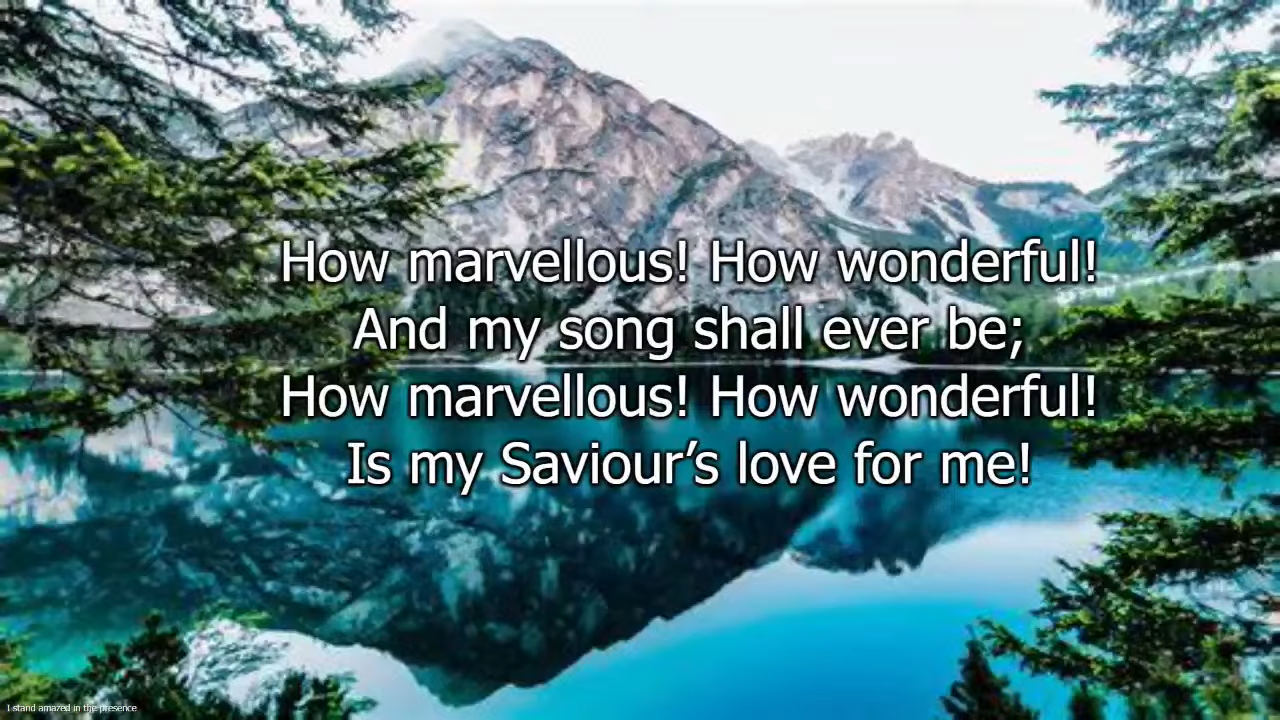 How marvellous! How wonderful!
And my song shall ever be;
How marvellous! How wonderful!
Is my Saviour’s love for me!
I stand amazed in the presence